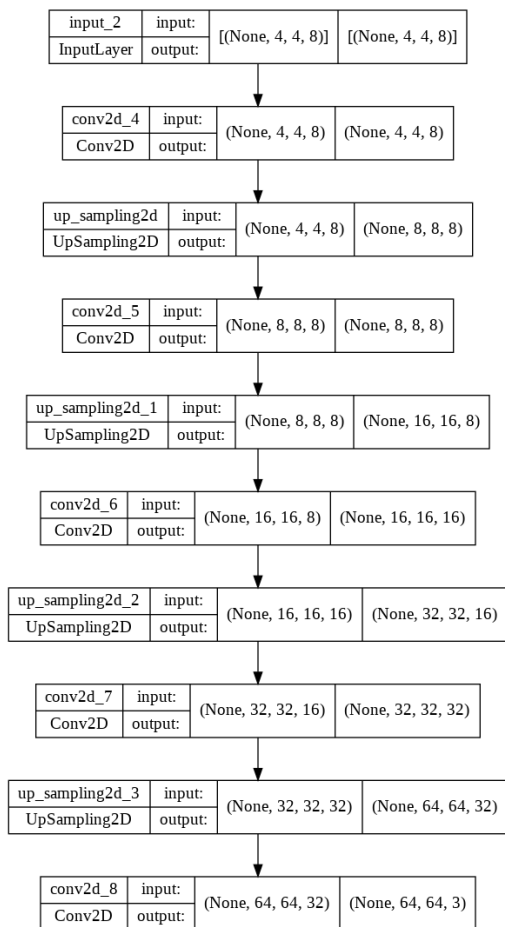 input_2 input: [(None, 4, 4, 8)] [(None, 4, 4, 8)]
InputLayer output:
conv2d_4 input: (None, 4, 4, 8) (None, 4, 4, 8)
Conv2D output:
up_sampling2d input: (None, 4, 4, 8) (None, 8, 8, 8)
UpSampling2D output:
conv2d_5 input: (None, 8, 8, 8) (None, 8, 8, 8)
Conv2D output:
up_sampling2d_1 input: (None, 8, 8, 8) (None, 16, 16, 8)
UpSampling2D output:
conv2d_6 input: (None, 16, 16, 8) (None, 16, 16, 16)
Conv2D output:
up_sampling2d_2 input: (None, 16, 16, 16) (None, 32, 32, 16)
UpSampling2D output:
conv2d_7 input: (None, 32, 32, 16) (None, 32, 32, 32)
Conv2D output:
up_sampling2d_3 input: (None, 32, 32, 32) (None, 64, 64, 32)
UpSampling2D output:
conv2d_8 input: (None, 64, 64, 32) (None, 64, 64, 3)
Conv2D output: